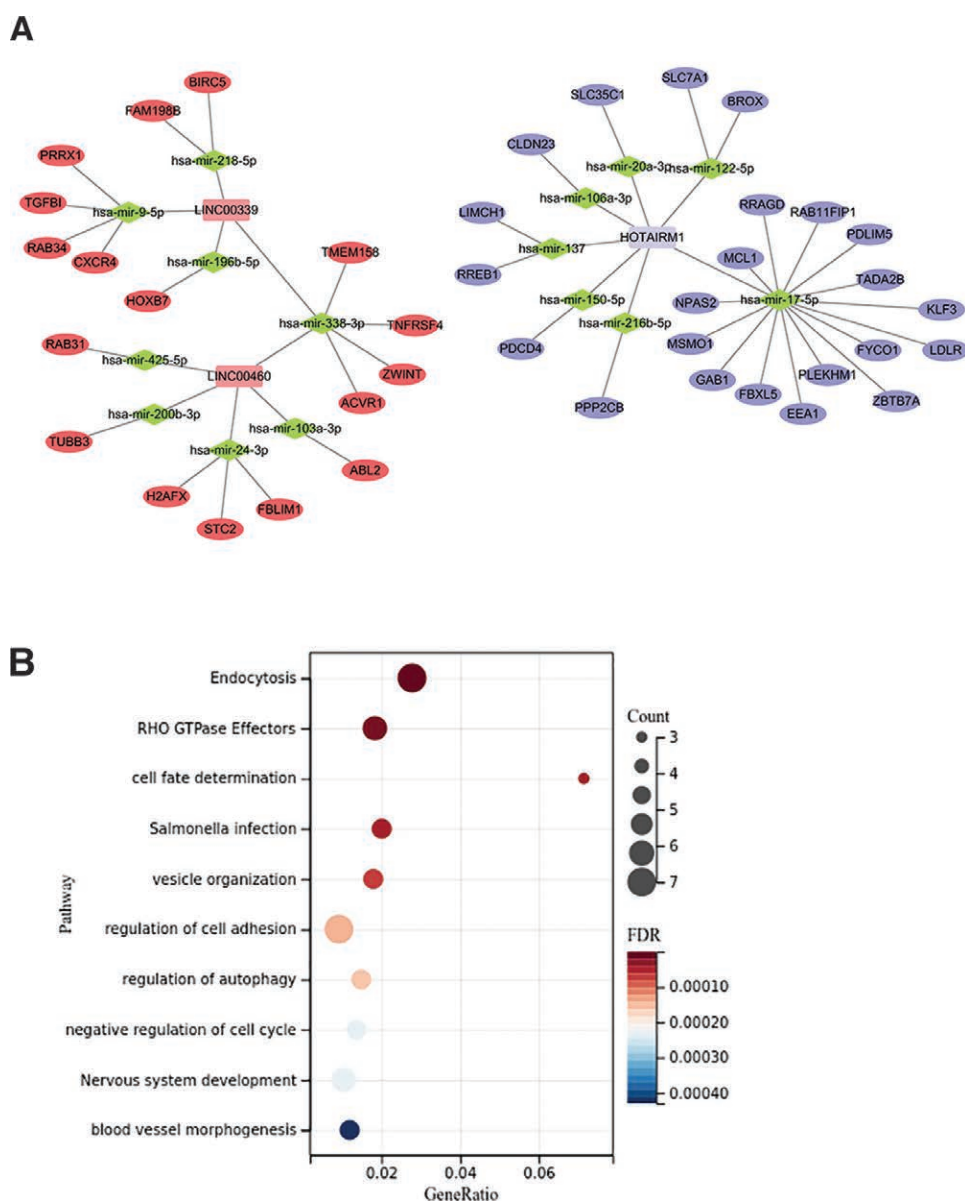 A
BIRC5
FAM198B
hsa-mir-218-5p
PRRX1
TGFBI
hsa-mir-9-5p
LINC00339
RAB34
CXCR4
hsa-mir-196b-5p
HOXB7
TMEM158
hsa-mir-338-3p
TNFRSF4
RAB31
hsa-mir-425-5p
LINC00460
ZWINT
ACVR1
hsa-mir-200b-3p
hsa-mir-103a-3p
TUBB3
hsa-mir-24-3p
ABL2
H2AFX
FBLIM1
STC2
SLC7A1
SLC35C1
BROX
CLDN23
hsa-mir-20a-3p
hsa-mir-122-5p
hsa-mir-106a-3p
LIMCH1
HOTAIRM1
hsa-mir-137
RREB1
RRAGD
RAB11FIP1
PDLIM5
MCL1
TADA2B
hsa-mir-150-5p
NPAS2
hsa-mir-17-5p
KLF3
hsa-mir-216b-5p
PDCD4
MSMO1
FYCO1
LDLR
GAB1
PLEKHM1
FBXL5
ZBTB7A
PPP2CB
EEA1
B
Endocytosis
RHO GTPase Effectors
cell fate determination
Salmonella infection
vesicle organization
regulation of cell adhesion
regulation of autophagy
negative regulation of cell cycle
Nervous system development
blood vessel morphogenesis
Pathway
0.02
0.04
0.06
GeneRatio
Count
3
4
5
6
7
FDR
0.00010
0.00020
0.00030
0.00040